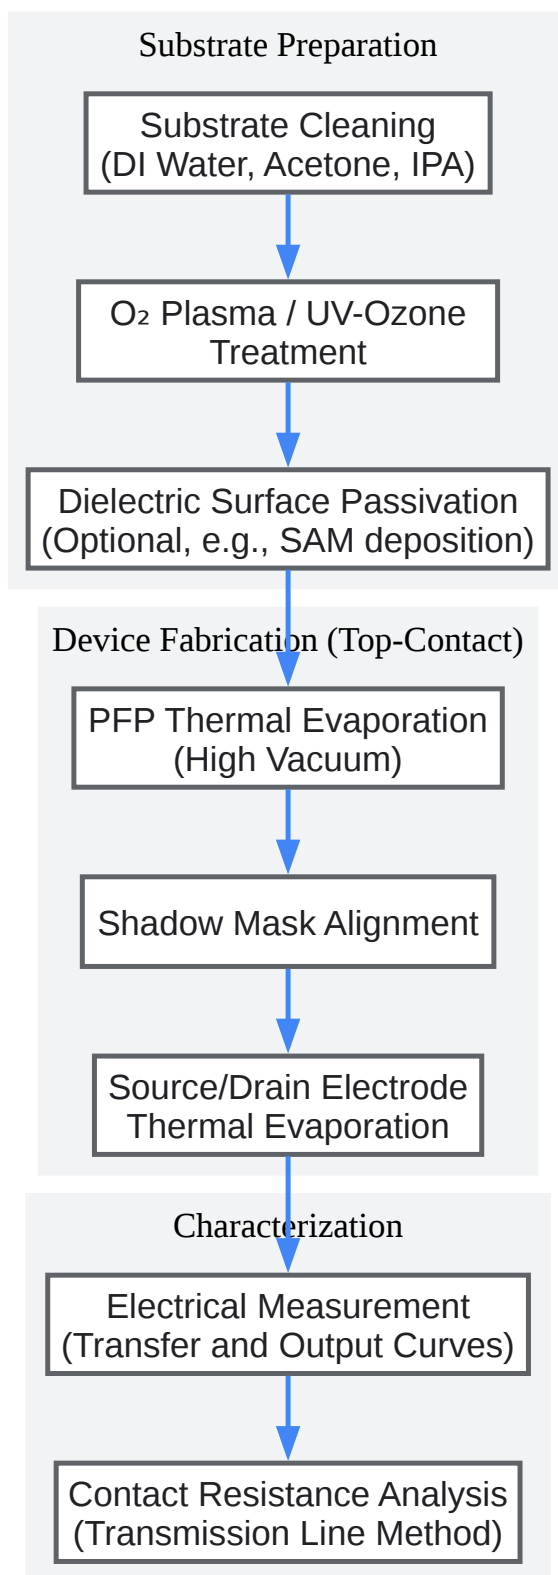 Substrate Preparation
Substrate Cleaning
(DI Water, Acetone, IPA)
O₂ Plasma / UV-Ozone
Treatment
Dielectric Surface Passivation
(Optional, e.g., SAM deposition)
Device Fabrication (Top-Contact)
PFP Thermal Evaporation
(High Vacuum)
Shadow Mask Alignment
Source/Drain Electrode
Thermal Evaporation
Characterization
Electrical Measurement
(Transfer and Output Curves)
Contact Resistance Analysis
(Transmission Line Method)